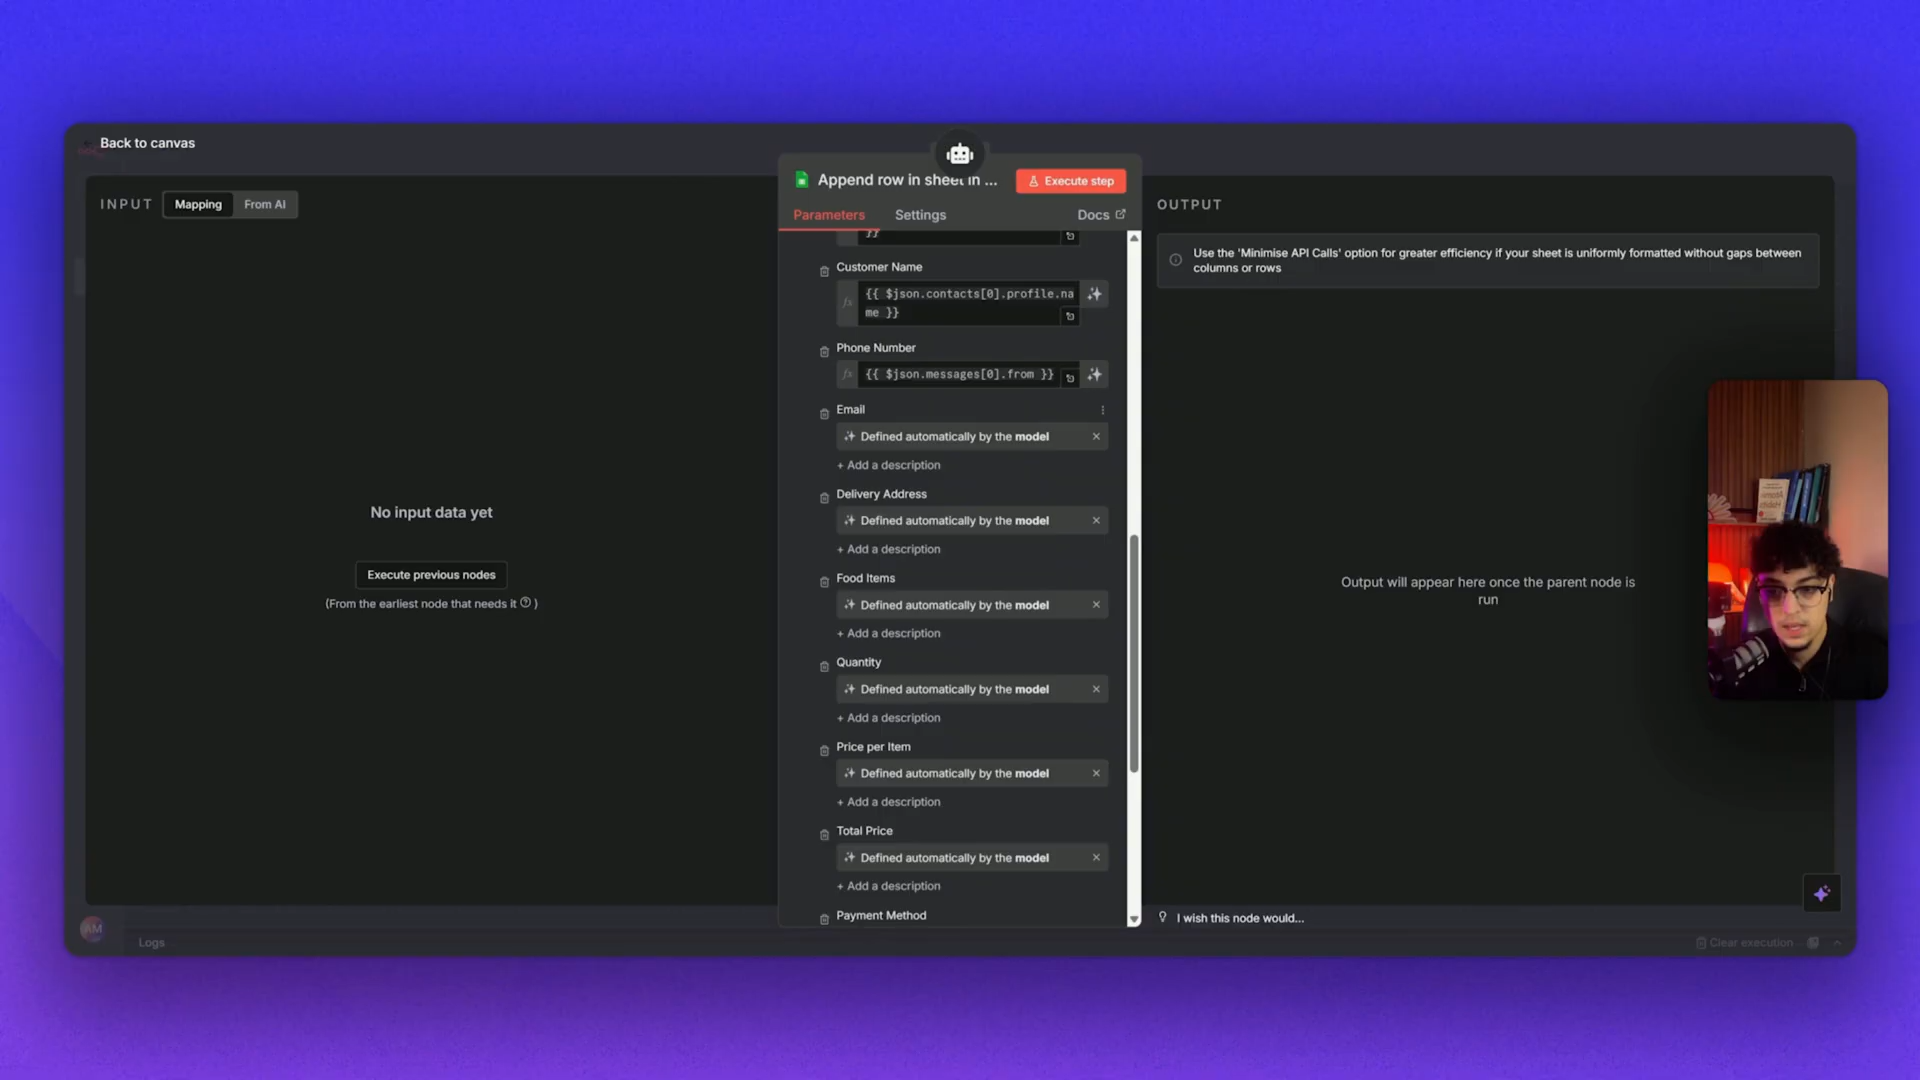 Back to canvas
INPUT
Mapping
From AI
No input data yet
Execute previous nodes
(From the earliest node that needs it ?)
Append row in sheet in ...
Execute step
Parameters
Settings
Docs
}}
Customer Name
fx
{{ $json.contacts[0].profile.na
me }}
Phone Number
fx
{{ $json.messages[0].from }}
Email
Defined automatically by the model
+ Add a description
Delivery Address
Defined automatically by the model
+ Add a description
Food Items
Defined automatically by the model
+ Add a description
Quantity
Defined automatically by the model
+ Add a description
Price per Item
Defined automatically by the model
+ Add a description
Total Price
Defined automatically by the model
+ Add a description
Payment Method
OUTPUT
Use the 'Minimise API Calls' option for greater efficiency if your sheet is uniformly formatted without gaps between
columns or rows
Output will appear here once the parent node is
run
I wish this node would...
AM
Logs
Clear execution